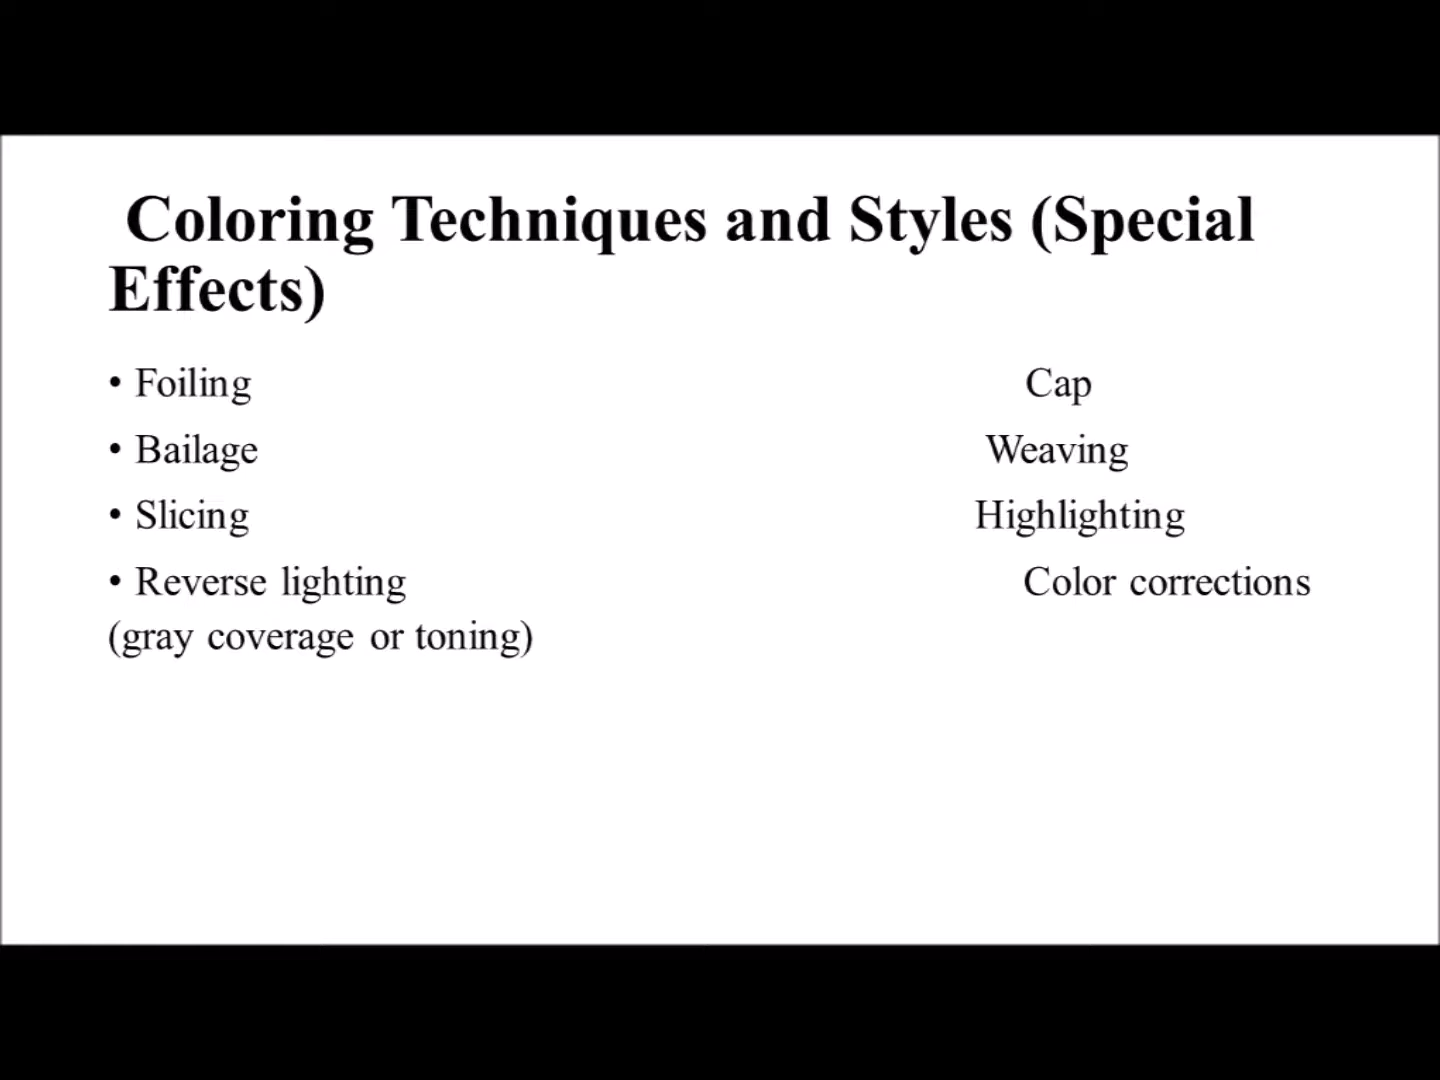 Coloring Techniques and Styles (Special
Effects)
• Foiling Cap
• Bailage Weaving
• Slicing Highlighting
• Reverse lighting Color corrections
(gray coverage or toning)